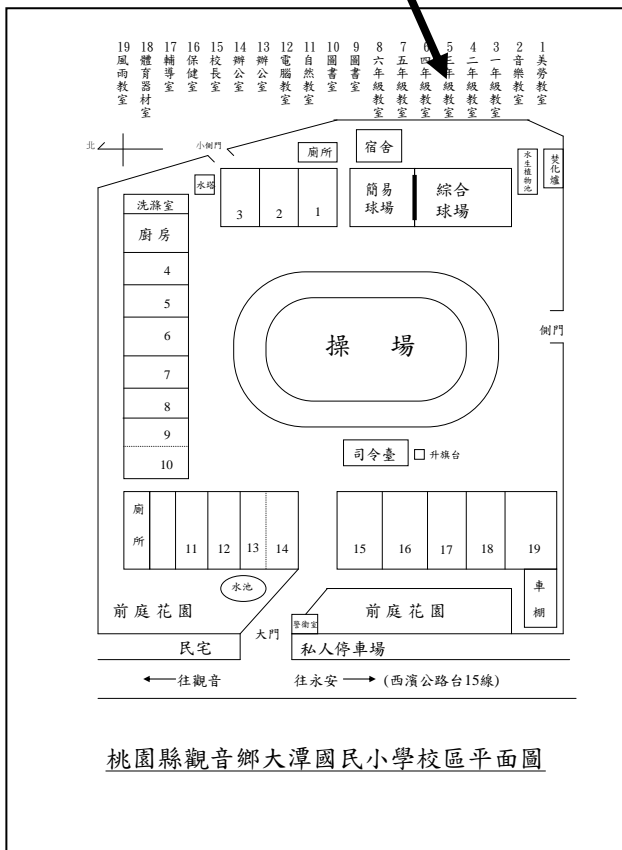 1 美勞教室
2 音樂教室
3 一年級教室
4 二年級教室
5 三年級教室
6 四年級教室
7 五年級教室
8 六年級教室
9 圖書室
10 圖書室
11 自然教室
12 電腦教室
13 辦公室
14 辦公室
15 校長室
16 保健室
17 輔導室
18 體育器材室
19 風雨教室
北
小側門
廁所
宿舍
水生植物池
焚化爐
水塔
3
2
1
簡易球場
綜合球場
洗滌室
廚房
4
5
6
7
8
9
10
操場
側門
司令臺
升旗台
廁所
11
12
13
14
15
16
17
18
19
水池
車棚
前庭花園
大門
警衛室
前庭花園
民宅
私人停車場
往觀音
往永安
(西濱公路台15線)
桃園縣觀音鄉大潭國民小學校區平面圖